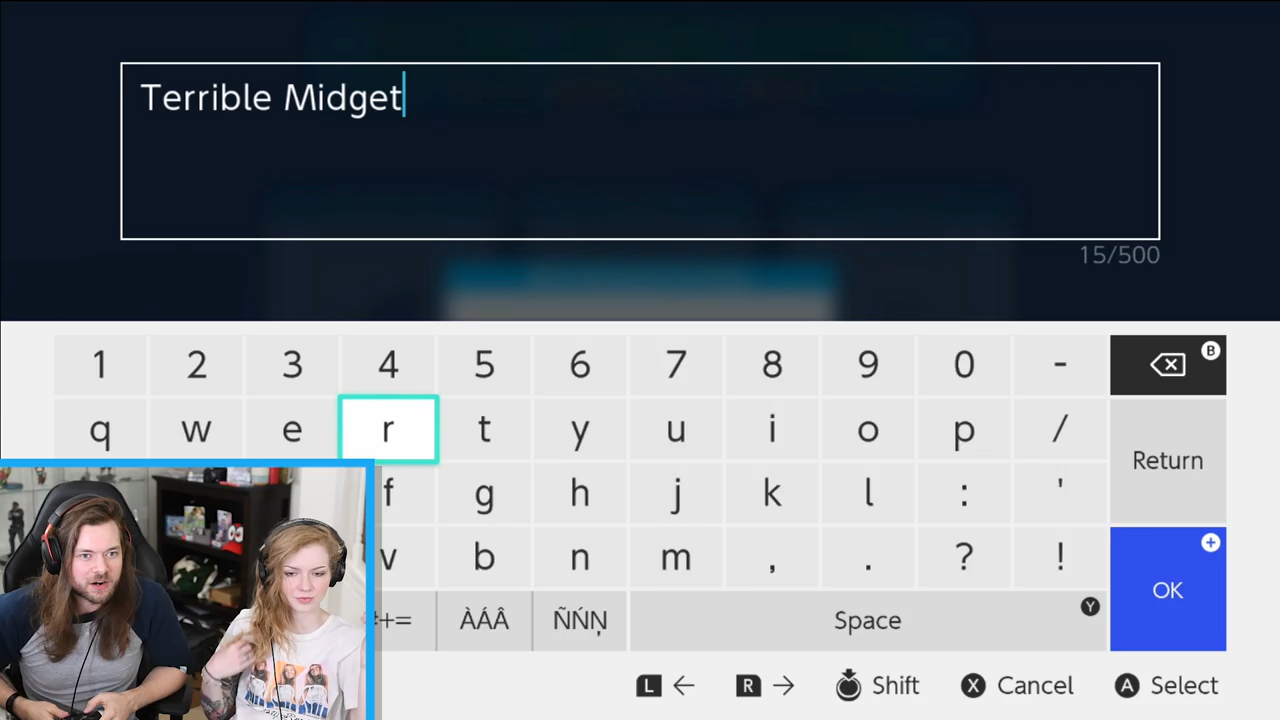 Terrible Midget
15/500
1 2 3 4 5 6 7 8 9 0 -
q w e r t y u i o p /
Return
f g h j k l : '
v b n m , . ? !
OK
+= ÀÁÂ ÑŃŅ Space
L ← R → Shift X Cancel A Select
B
+
Y